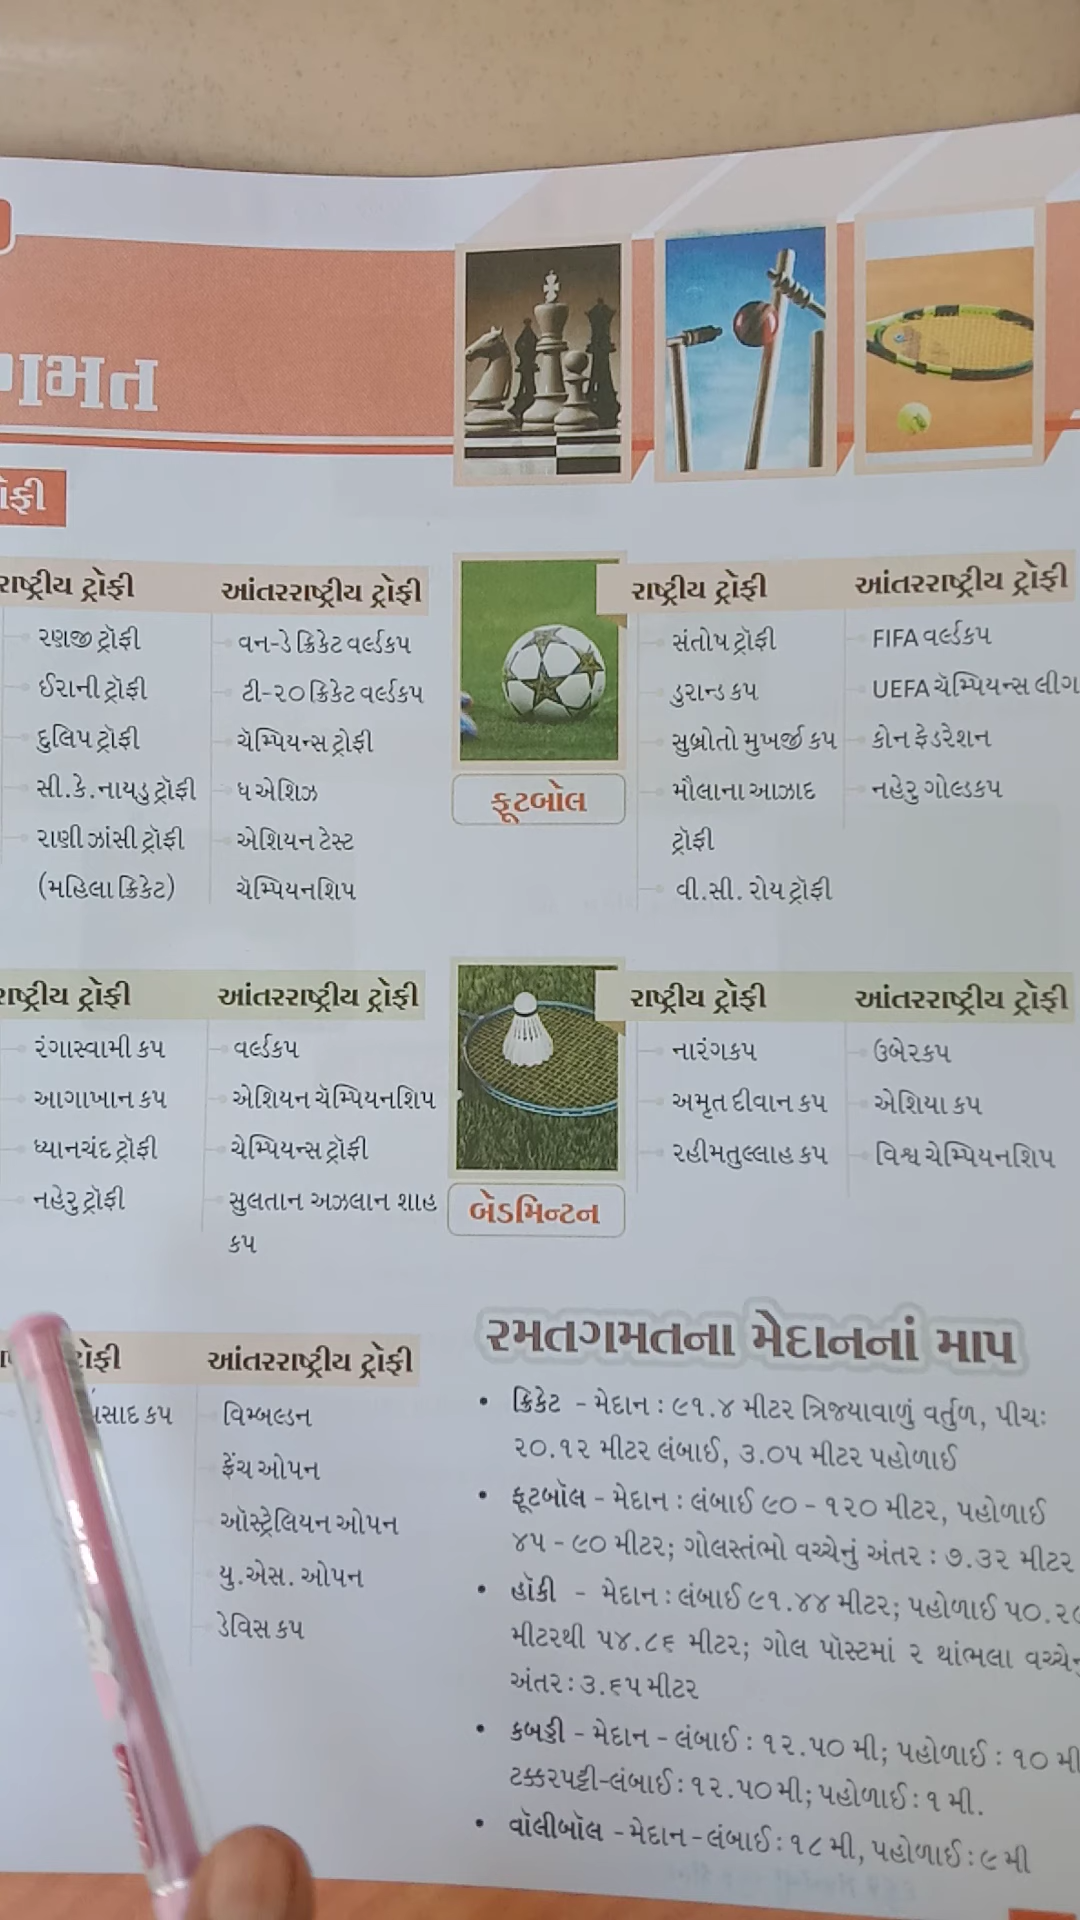 રાષ્ટ્રીય ટ્રોફી
આંતરરાષ્ટ્રીય ટ્રોફી
રણજી ટ્રૉફી
ઈરાની ટ્રૉફી
દુલિપ ટ્રૉફી
સી.કે.નાયડુ ટ્રૉફી
રાણી ઝાંસી ટ્રૉફી
(મહિલા ક્રિકેટ)
વન-ડે ક્રિકેટ વર્લ્ડકપ
ટી-૨૦ ક્રિકેટ વર્લ્ડકપ
ચૅમ્પિયન્સ ટ્રોફી
ધ એશિઝ
એશિયન ટેસ્ટ
ચૅમ્પિયનશિપ
ફૂટબોલ
રાષ્ટ્રીય ટ્રોફી
આંતરરાષ્ટ્રીય ટ્રોફી
સંતોષ ટ્રૉફી
ડુરાન્ડ કપ
સુબ્રોતો મુખર્જી કપ
મૌલાના આઝાદ
ટ્રૉફી
વી.સી. રોય ટ્રૉફી
FIFA વર્લ્ડકપ
UEFA ચૅમ્પિયન્સ લીગ
કોન ફેડરેશન
નહેરુ ગોલ્ડકપ
રાષ્ટ્રીય ટ્રોફી
આંતરરાષ્ટ્રીય ટ્રોફી
રંગાસ્વામી કપ
આગાખાન કપ
ધ્યાનચંદ ટ્રૉફી
નહેરુ ટ્રૉફી
વર્લ્ડકપ
એશિયન ચૅમ્પિયનશિપ
ચેમ્પિયન્સ ટ્રૉફી
સુલતાન અઝલાન શાહ
કપ
બેડમિન્ટન
રાષ્ટ્રીય ટ્રોફી
આંતરરાષ્ટ્રીય ટ્રોફી
નારંગકપ
અમૃત દીવાન કપ
રહીમતુલ્લાહ કપ
ઉબેરકપ
એશિયા કપ
વિશ્વ ચેમ્પિયનશિપ
આંતરરાષ્ટ્રીય ટ્રોફી
કપ
વિમ્બલ્ડન
ફ્રેંચ ઓપન
ઑસ્ટ્રેલિયન ઓપન
યુ.એસ. ઓપન
ડેવિસ કપ
રમતગમતના મેદાનનાં માપ
• ક્રિકેટ - મેદાન : ૯૧.૪ મીટર ત્રિજ્યાવાળું વર્તુળ, પીચઃ
૨૦.૧૨ મીટર લંબાઈ, ૩.૦૫ મીટર પહોળાઈ
• ફૂટબૉલ - મેદાન : લંબાઈ ૯૦ - ૧૨૦ મીટર, પહોળાઈ
૪૫ - ૯૦ મીટર; ગોલસ્તંભો વચ્ચેનું અંતર : ૭.૩૨ મીટર
• હૉકી - મેદાન : લંબાઈ ૯૧.૪૪ મીટર; પહોળાઈ
મીટરથી ૫૪.૮૬ મીટર; ગોલ પૉસ્ટમાં ૨ થાંભલા
અંતર : ૩.૬૫ મીટર
• કબડ્ડી - મેદાન - લંબાઈ : ૧૨.૫૦ મી; પહોળાઈ : ૧૦ મી
ટક્કરપટ્ટી-લંબાઈ : ૧૨.૫૦ મી; પહોળાઈ : ૧ મી.
• વૉલીબૉલ - મેદાન - લંબાઈ : ૧૮ મી, પહોળાઈ : ૯ મી